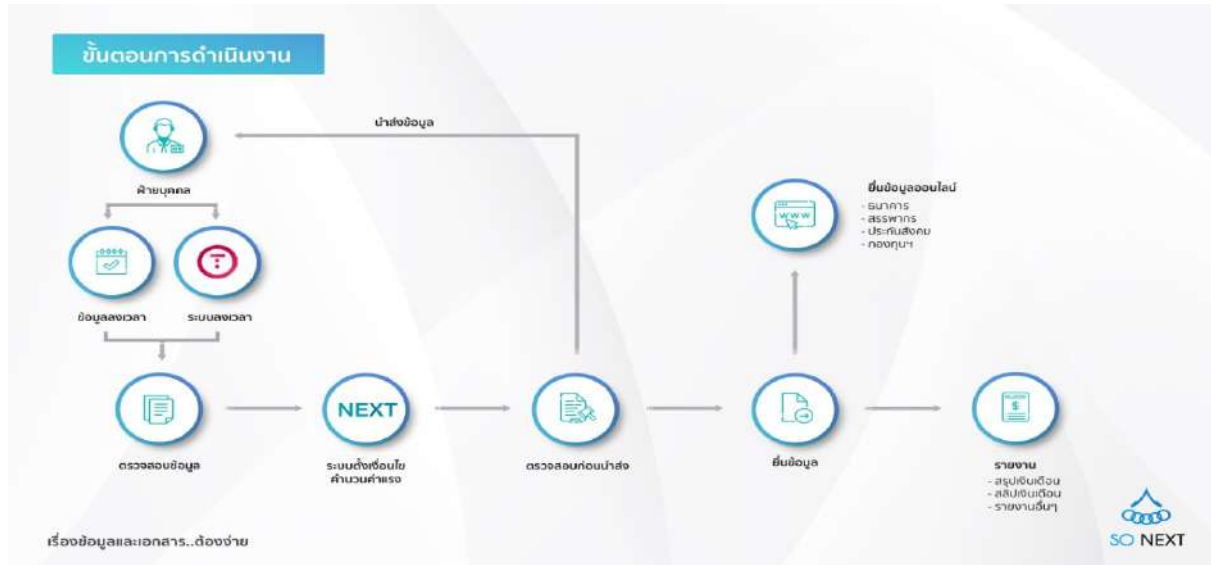 ขั้นตอนการดำเนินงาน
นำส่งข้อมูล
ฝ่ายบุคคล
ข้อมูลลงเวลา
ระบบลงเวลา
ตรวจสอบข้อมูล
NEXT
ระบบตั้งเงื่อนไข
คำนวนค่าแรง
ตรวจสอบก่อนนำส่ง
ยื่นข้อมูล
www
ยื่นข้อมูลออนไลน์
- ธนาคาร
- สรรพากร
- ประกันสังคม
- กองทุนฯ
$
รายงาน
- สรุปเงินเดือน
- สลิปเงินเดือน
- รายงานอื่นๆ
เรื่องข้อมูลและเอกสาร..ต้องง่าย
SO NEXT